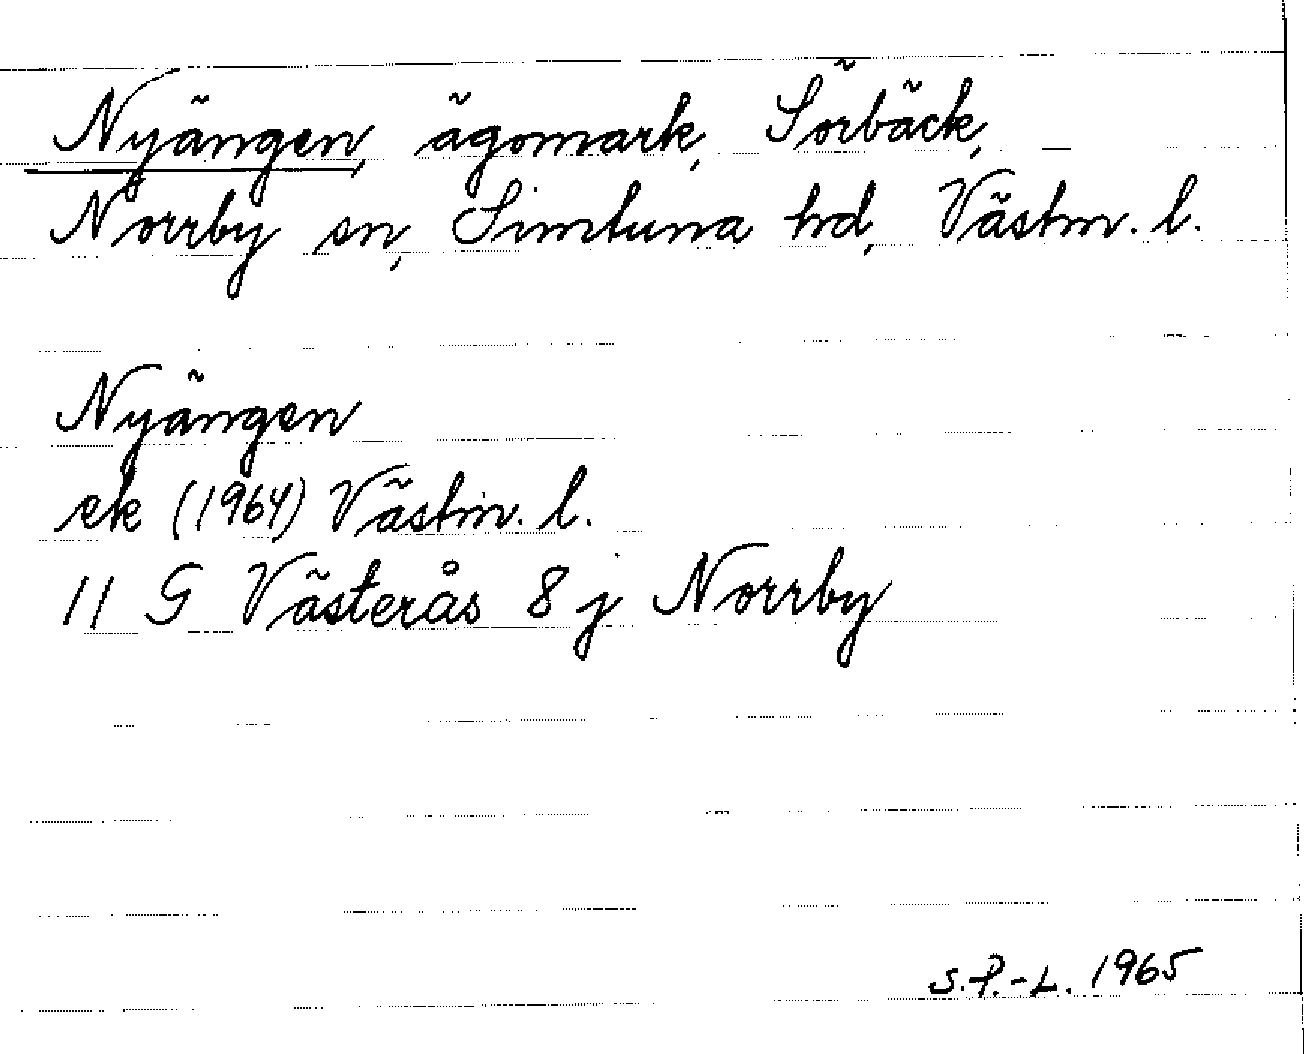 Nyängen, ägomark, Sörbäck,
Norrby sn, Simtuna hd, Västm. l.
Nyängen
ek (1964) Västm. l.
11 G Västerås 8 j Norrby
S.P.-L. 1965